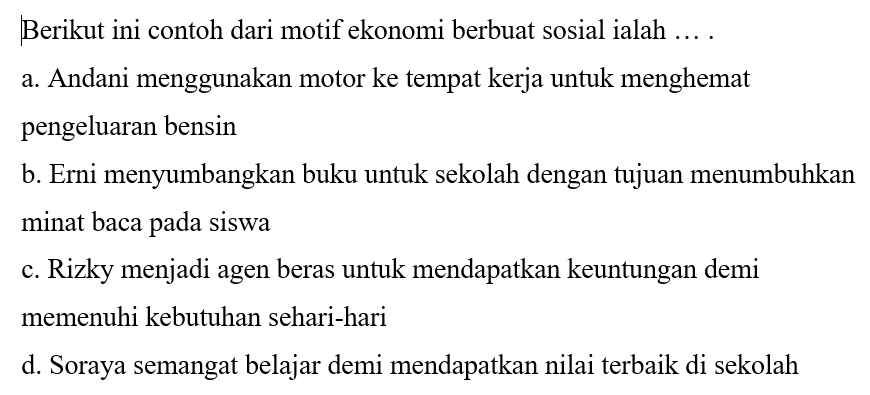 Berikut ini contoh dari motif ekonomi berbuat sosial ialah … .
a. Andani menggunakan motor ke tempat kerja untuk menghemat
pengeluaran bensin
b. Erni menyumbangkan buku untuk sekolah dengan tujuan menumbuhkan
minat baca pada siswa
c. Rizky menjadi agen beras untuk mendapatkan keuntungan demi
memenuhi kebutuhan sehari-hari
d. Soraya semangat belajar demi mendapatkan nilai terbaik di sekolah